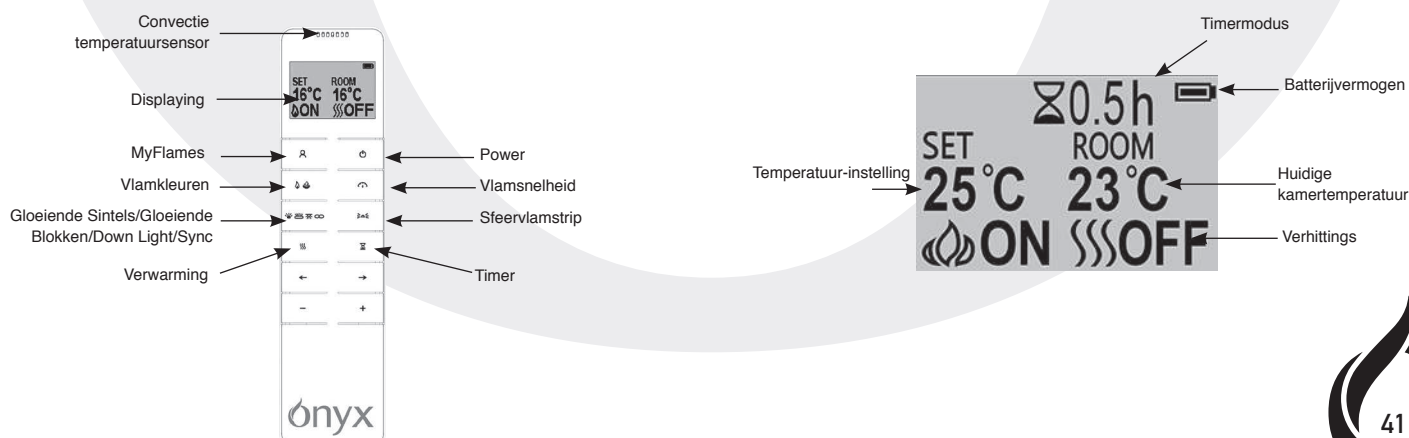 Convectie
temperatuursensor
Displaying
MyFlames
Vlamkleuren
Gloeiende Sintels/Gloeiende
Blokken/Down Light/Sync
Verwarming
SET ROOM
16°C 16°C
ON OFF
ónyx
Power
Vlamsnelheid
Sfeervlamstrip
Timer
Timermodus
Batterijvermogen
Temperatuur-instelling
0.5h
SET ROOM
25°C 23°C
ON OFF
Huidige
kamertemperatuur
Verhittings
41